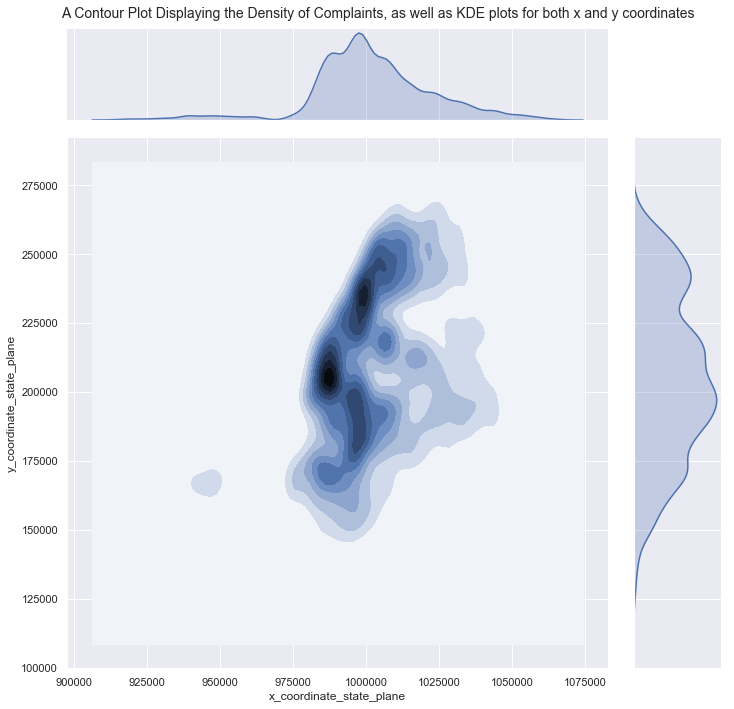 A Contour Plot Displaying the Density of Complaints, as well as KDE plots for both x and y coordinates
275000
250000
225000
200000
175000
150000
125000
100000
y_coordinate_state_plane
900000 925000 950000 975000 1000000 1025000 1050000 1075000
x_coordinate_state_plane